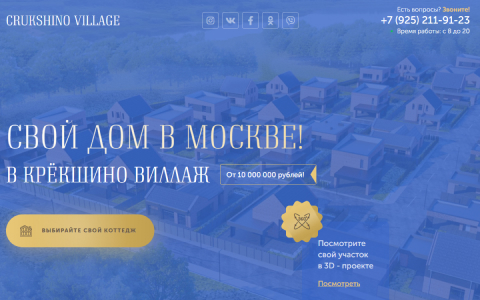 CRUKSHINO VILLAGE
Есть вопросы? Звоните!
+7 (925) 211-91-23
Время работы: с 8 до 20
СВОЙ ДОМ В МОСКВЕ!
В КРЁКШИНО ВИЛЛАЖ
От 10 000 000 рублей!
ВЫБИРАЙТЕ СВОЙ КОТТЕДЖ
Посмотрите
свой участок
в 3D - проекте
Посмотреть